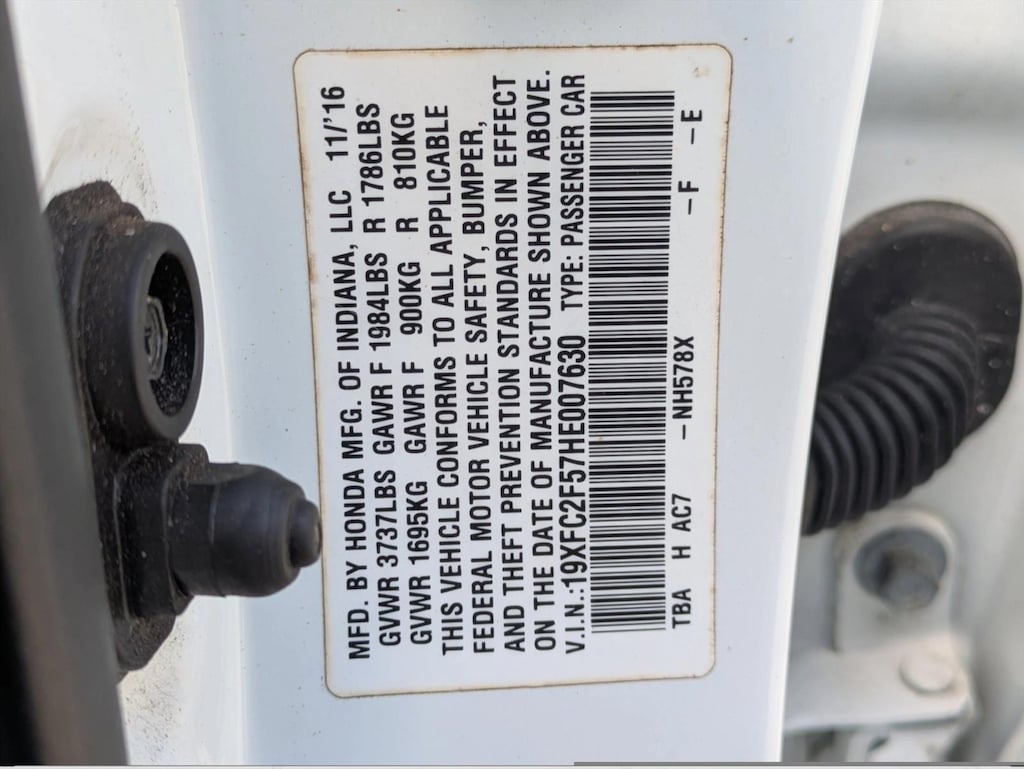 MFD. BY HONDA MFG. OF INDIANA, LLC 11/'16
GVWR 3737LBS GAWR F 1984LBS R 1786LBS
GVWR 1695KG GAWR F 900KG R 810KG
THIS VEHICLE CONFORMS TO ALL APPLICABLE
FEDERAL MOTOR VEHICLE SAFETY, BUMPER,
AND THEFT PREVENTION STANDARDS IN EFFECT
ON THE DATE OF MANUFACTURE SHOWN ABOVE.
V.I.N.:19XFC2F57HE007630 TYPE: PASSENGER CAR
TBA H AC7 – NH578X – F – E